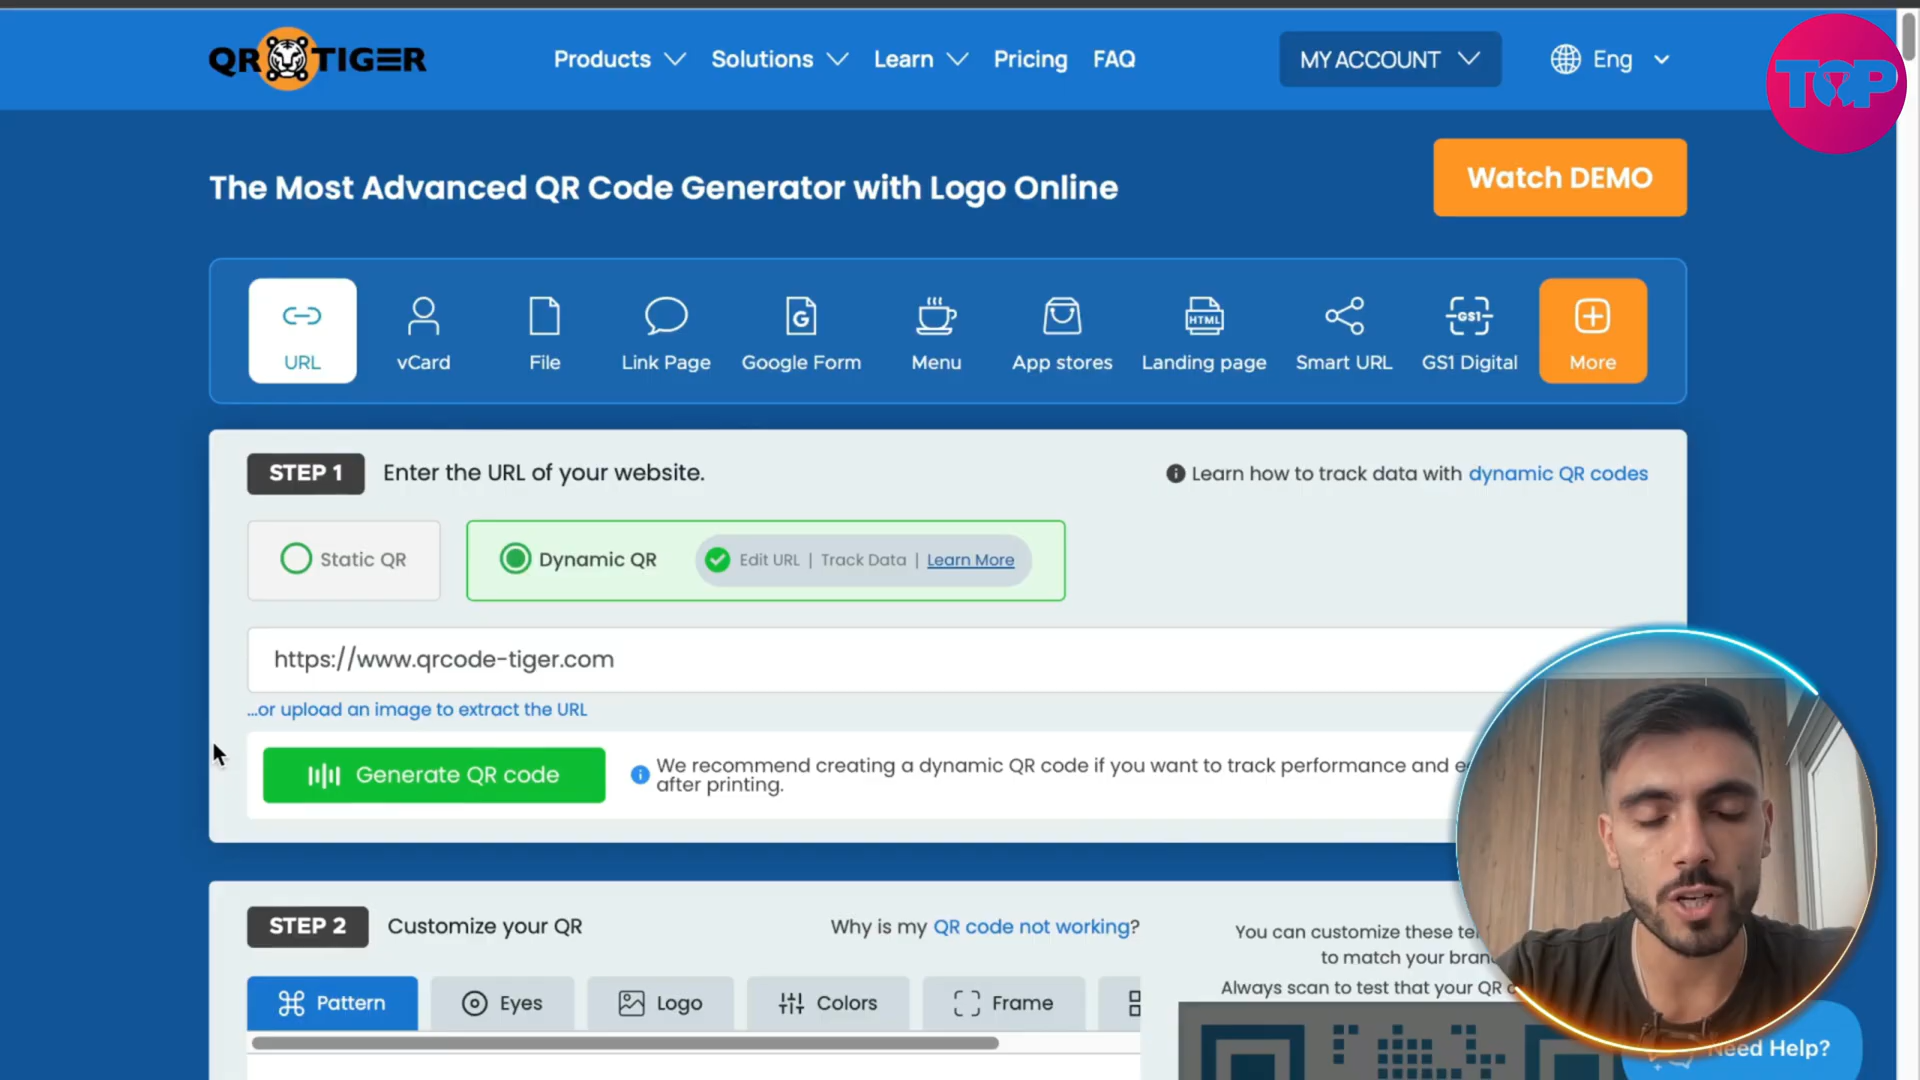 QR TIGER
Products
Solutions
Learn
Pricing
FAQ
MY ACCOUNT
Eng
TOP
The Most Advanced QR Code Generator with Logo Online
Watch DEMO
URL
vCard
File
Link Page
G
Google Form
Menu
App stores
HTML
Landing page
Smart URL
GS1
GS1 Digital
More
STEP 1
Enter the URL of your website.
Learn how to track data with dynamic QR codes
Static QR
Dynamic QR
Edit URL | Track Data | Learn More
https://www.qrcode-tiger.com
...or upload an image to extract the URL
Generate QR code
We recommend creating a dynamic QR code if you want to track performance and
after printing.
STEP 2
Customize your QR
Why is my QR code not working?
You can customize these
to match your
Always scan to test that your QR
Pattern
Eyes
Logo
Colors
Frame
Need Help?